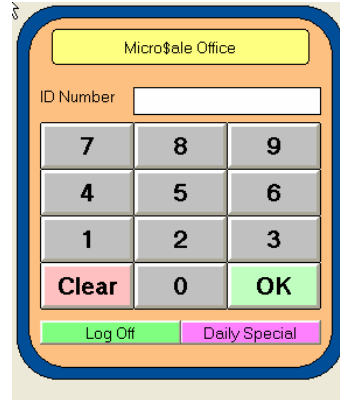 Micro$ale Office
ID Number
7 8 9
4 5 6
1 2 3
Clear 0 OK
Log Off Daily Special